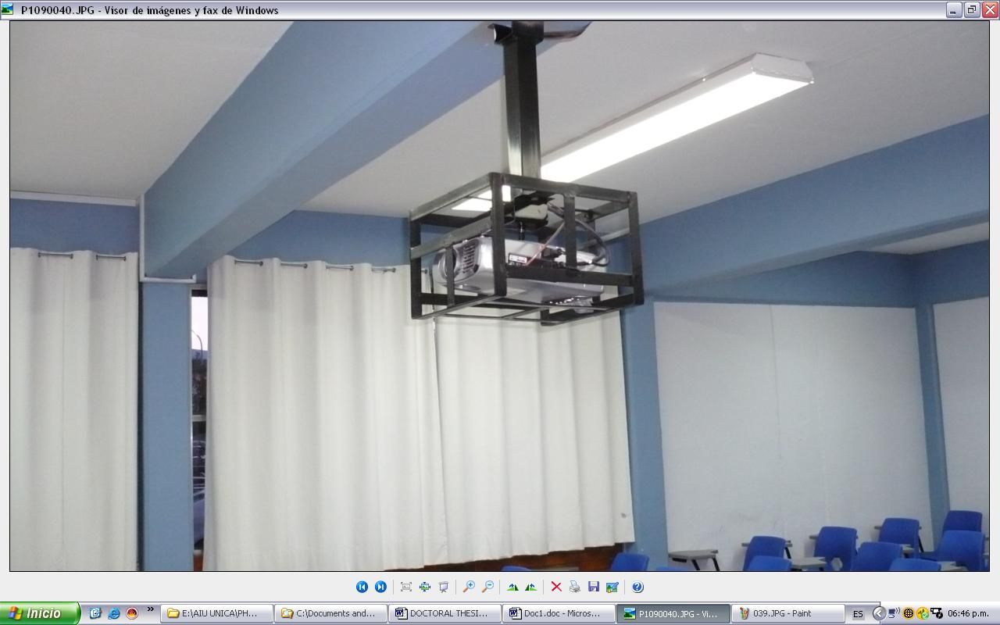 P1090040.JPG - Visor de imágenes y fax de Windows
Inicio
»
E:\AIU UNICA\PH...
C:\Documents and...
DOCTORAL THESI...
Doc1.doc - Micros...
P1090040.JPG - Vi...
039.JPG - Paint
ES
06:46 p.m.